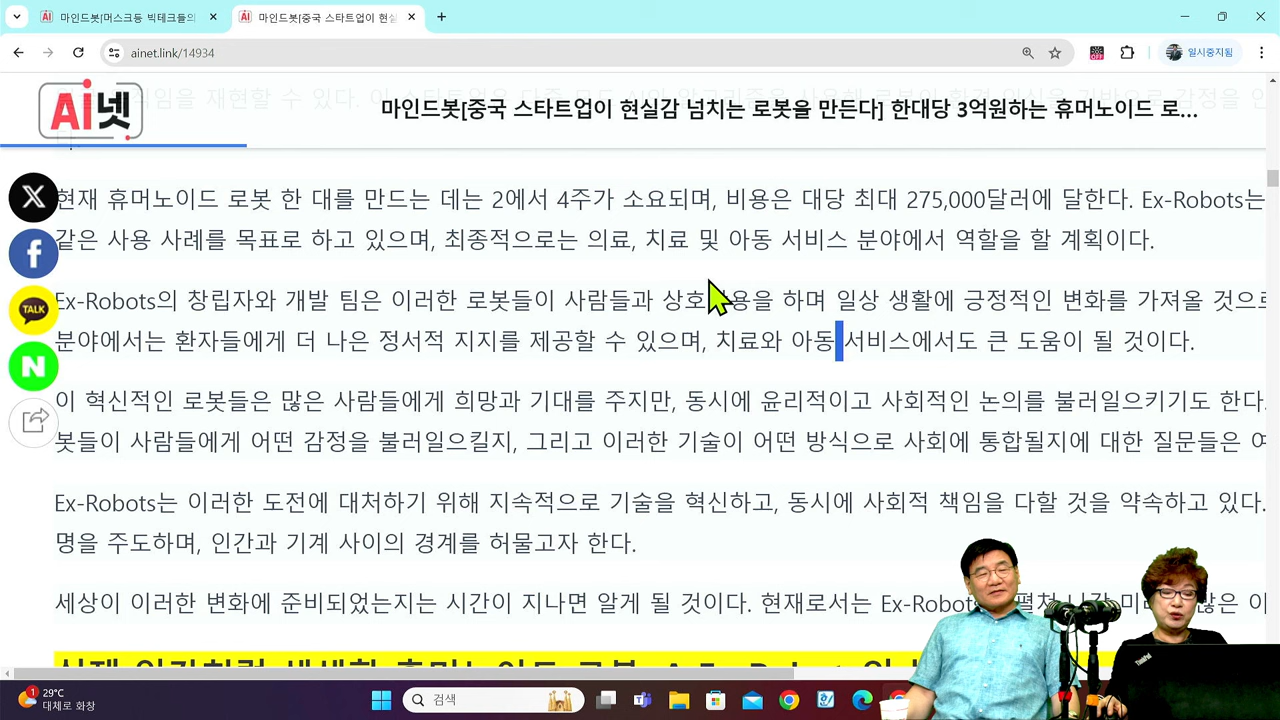 마인드봇[머스크등 빅테크들의
마인드봇[중국 스타트업이 현실
ainet.link/14934
일시중지됨
Ai넷
마인드봇[중국 스타트업이 현실감 넘치는 로봇을 만든다] 한대당 3억원하는 휴머노이드 로...
현재 휴머노이드 로봇 한 대를 만드는 데는 2에서 4주가 소요되며, 비용은 대당 최대 275,000달러에 달한다. Ex-Robots는
같은 사용 사례를 목표로 하고 있으며, 최종적으로는 의료, 치료 및 아동 서비스 분야에서 역할을 할 계획이다.
Ex-Robots의 창립자와 개발 팀은 이러한 로봇들이 사람들과 상호 용을 하며 일상 생활에 긍정적인 변화를 가져올 것으로
분야에서는 환자들에게 더 나은 정서적 지지를 제공할 수 있으며, 치료와 아동 서비스에서도 큰 도움이 될 것이다.
TALK
N
이 혁신적인 로봇들은 많은 사람들에게 희망과 기대를 주지만, 동시에 윤리적이고 사회적인 논의를 불러일으키기도 한다.
봇들이 사람들에게 어떤 감정을 불러일으킬지, 그리고 이러한 기술이 어떤 방식으로 사회에 통합될지에 대한 질문들은 여
Ex-Robots는 이러한 도전에 대처하기 위해 지속적으로 기술을 혁신하고, 동시에 사회적 책임을 다할 것을 약속하고 있다.
명을 주도하며, 인간과 기계 사이의 경계를 허물고자 한다.
세상이 이러한 변화에 준비되었는지는 시간이 지나면 알게 될 것이다. 현재로서는 Ex-Robot
1
29°C
대체로 화창
검색
ThinkPad